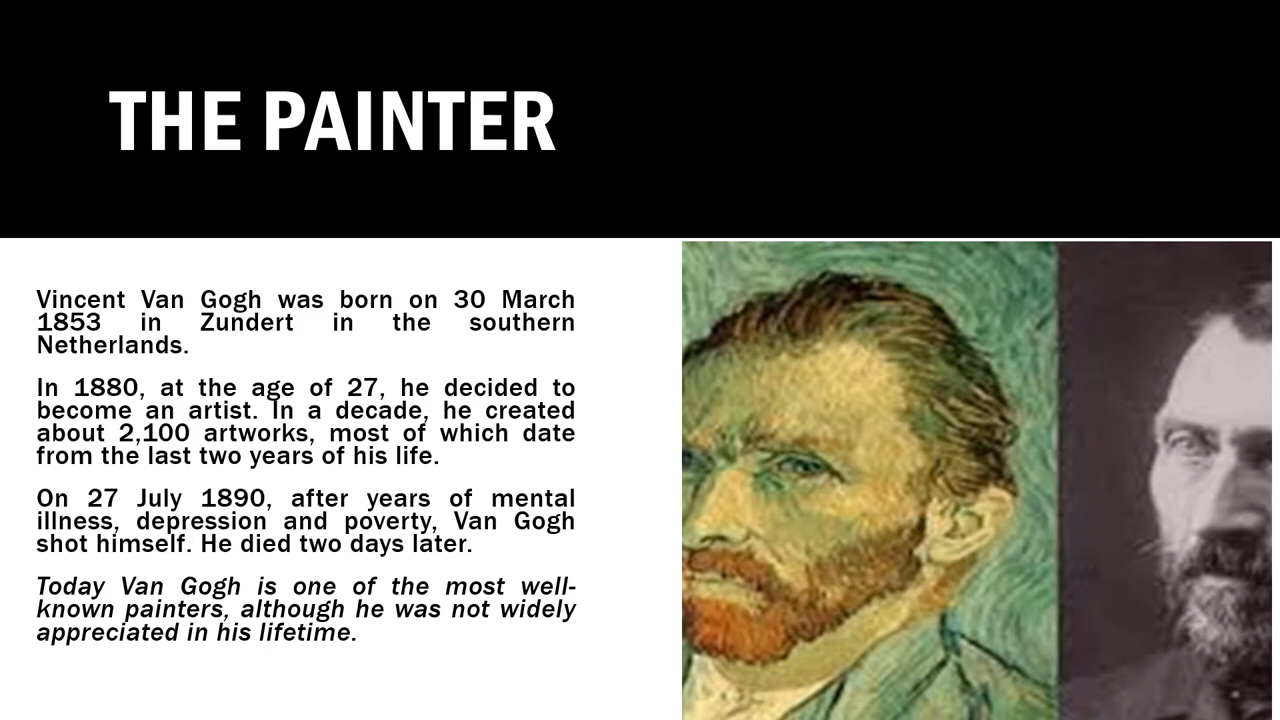 THE PAINTER
Vincent Van Gogh was born on 30 March
1853 in Zundert in the southern
Netherlands.
In 1880, at the age of 27, he decided to
become an artist. In a decade, he created
about 2,100 artworks, most of which date
from the last two years of his life.
On 27 July 1890, after years of mental
illness, depression and poverty, Van Gogh
shot himself. He died two days later.
Today Van Gogh is one of the most well-
known painters, although he was not widely
appreciated in his lifetime.